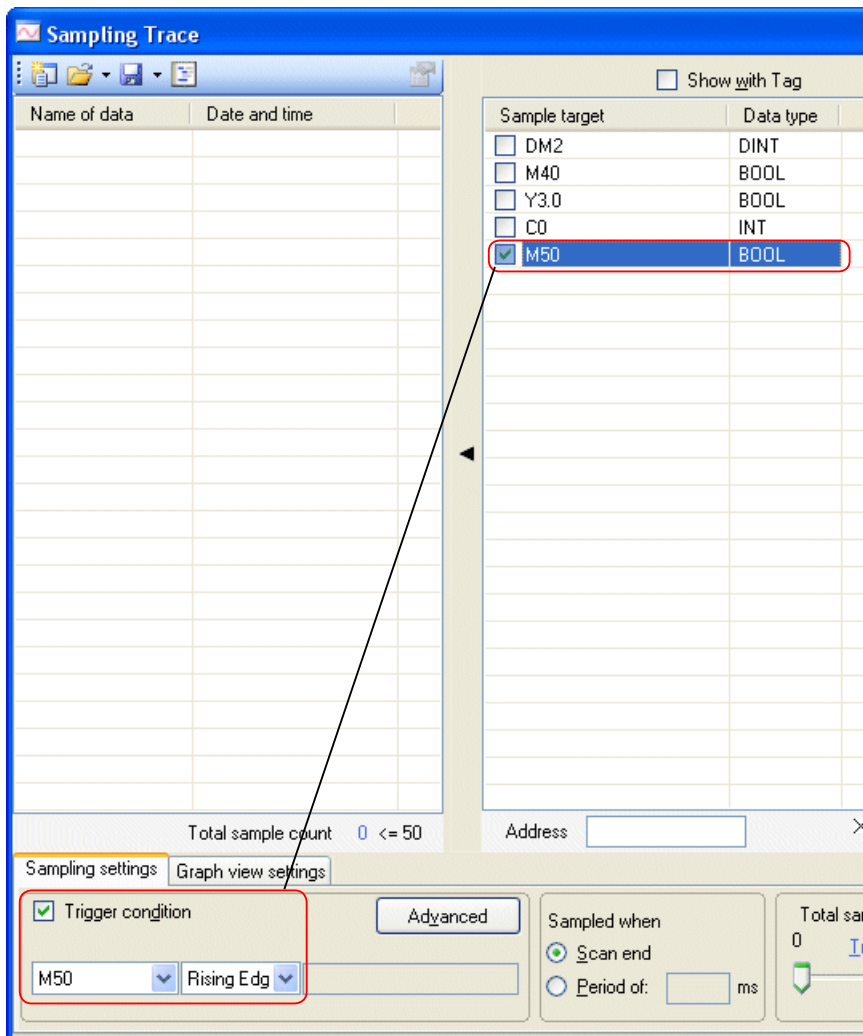 Sampling Trace
Show with Tag
Name of data Date and time
Sample target Data type
DM2 DINT
M40 BOOL
Y3.0 BOOL
C0 INT
M50 BOOL
Total sample count 0 <= 50
Address
Sampling settings Graph view settings
Trigger condition
Advanced
M50 Rising Edg
Sampled when
Scan end
Period of: ms
Total sa
0